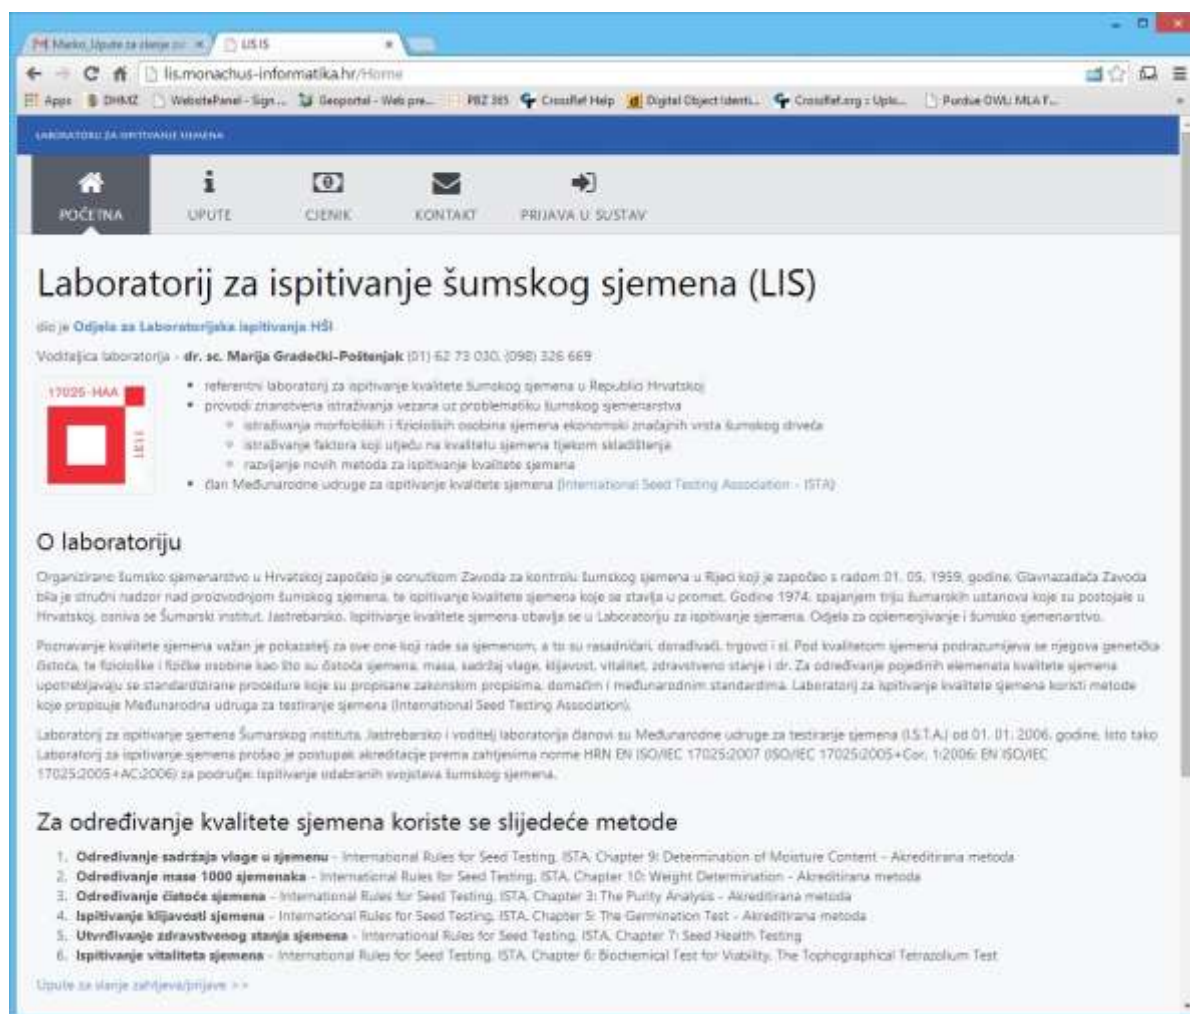 Marko, Upute za slanje
LIS IS
lis.monachus-informatika.hr/Home
Apps DHMZ WebsitePanel - Sign... Geoportal - Web pre... PBZ 365 CrossRef Help Digital Object Identi... CrossRef.org :: Uplo... Purdue OWL: MLA F...
LABORATORIJ ZA ISPITIVANJE SJEMENA
POČETNA UPUTE CJENIK KONTAKT PRIJAVA U SUSTAV
Laboratorij za ispitivanje šumskog sjemena (LIS)
dio je Odjela za Laboratorijska ispitivanja HŠI
Voditeljica laboratorija - dr. sc. Marija Gradečki-Poštenjak (01) 62 73 030, (098) 326 669
17025-HAA
1131
referentni laboratorij za ispitivanje kvalitete šumskog sjemena u Republici Hrvatskoj
provodi znanstvena istraživanja vezana uz problematiku šumskog sjemenarstva
istraživanja morfoloških i fizioloških osobina sjemena ekonomski značajnih vrsta šumskog drveća
istraživanje faktora koji utječu na kvalitetu sjemena tijekom skladištenja
razvijanje novih metoda za ispitivanje kvalitete sjemena
član Međunarodne udruge za ispitivanje kvalitete sjemena (International Seed Testing Association - ISTA)
O laboratoriju
Organizirano šumsko sjemenarstvo u Hrvatskoj započelo je osnutkom Zavoda za kontrolu šumskog sjemena u Rijeci koji je započeo s radom 01. 05. 1959. godine. Glavnazadaća Zavoda
bila je stručni nadzor nad proizvodnjom šumskog sjemena, te ispitivanje kvalitete sjemena koje se stavlja u promet. Godine 1974. spajanjem triju šumarskih ustanova koje su postojale u
Hrvatskoj, osniva se Šumarski institut, Jastrebarsko. Ispitivanje kvalitete sjemena obavlja se u Laboratoriju za ispitivanje sjemena, Odjela za oplemenjivanje i šumsko sjemenarstvo.
Poznavanje kvalitete sjemena važan je pokazatelj za sve one koji rade sa sjemenom, a to su rasadničari, dorađivači, trgovci i sl. Pod kvalitetom sjemena podrazumijeva se njegova genetička
čistoća, te fiziološke i fizičke osobine kao što su čistoća sjemena, masa, sadržaj vlage, klijavost, vitalitet, zdravstveno stanje i dr. Za određivanje pojedinih elemenata kvalitete sjemena
upotrebljavaju se standardizirane procedure koje su propisane zakonskim propisima, domaćim i međunarodnim standardima. Laboratorij za ispitivanje kvalitete sjemena koristi metode
koje propisuje Međunarodna udruga za testiranje sjemena (International Seed Testing Association).
Laboratorij za ispitivanje sjemena Šumarskog instituta, Jastrebarsko i voditelj laboratorija članovi su Međunarodne udruge za testiranje sjemena (I.S.T.A.) od 01. 01. 2006. godine. Isto tako
Laboratorij za ispitivanje sjemena prošao je postupak akreditacije prema zahtjevima norme HRN EN ISO/IEC 17025:2007 (ISO/IEC 17025:2005+Cor. 1:2006; EN ISO/IEC
17025:2005+AC:2006) za područje: Ispitivanje odabranih svojstava šumskog sjemena.
Za određivanje kvalitete sjemena koriste se slijedeće metode
1. Određivanje sadržaja vlage u sjemenu - International Rules for Seed Testing, ISTA, Chapter 9: Determination of Moisture Content - Akreditirana metoda
2. Određivanje mase 1000 sjemenaka - International Rules for Seed Testing, ISTA, Chapter 10: Weight Determination - Akreditirana metoda
3. Određivanje čistoće sjemena - International Rules for Seed Testing, ISTA, Chapter 3: The Purity Analysis - Akreditirana metoda
4. Ispitivanje klijavosti sjemena - International Rules for Seed Testing, ISTA, Chapter 5: The Germination Test - Akreditirana metoda
5. Utvrđivanje zdravstvenog stanja sjemena - International Rules for Seed Testing, ISTA, Chapter 7: Seed Health Testing
6. Ispitivanje vitaliteta sjemena - International Rules for Seed Testing, ISTA, Chapter 6: Biochemical Test for Viability, The Tophographical Tetrazolium Test
Upute za slanje zahtjeva/prijave >>